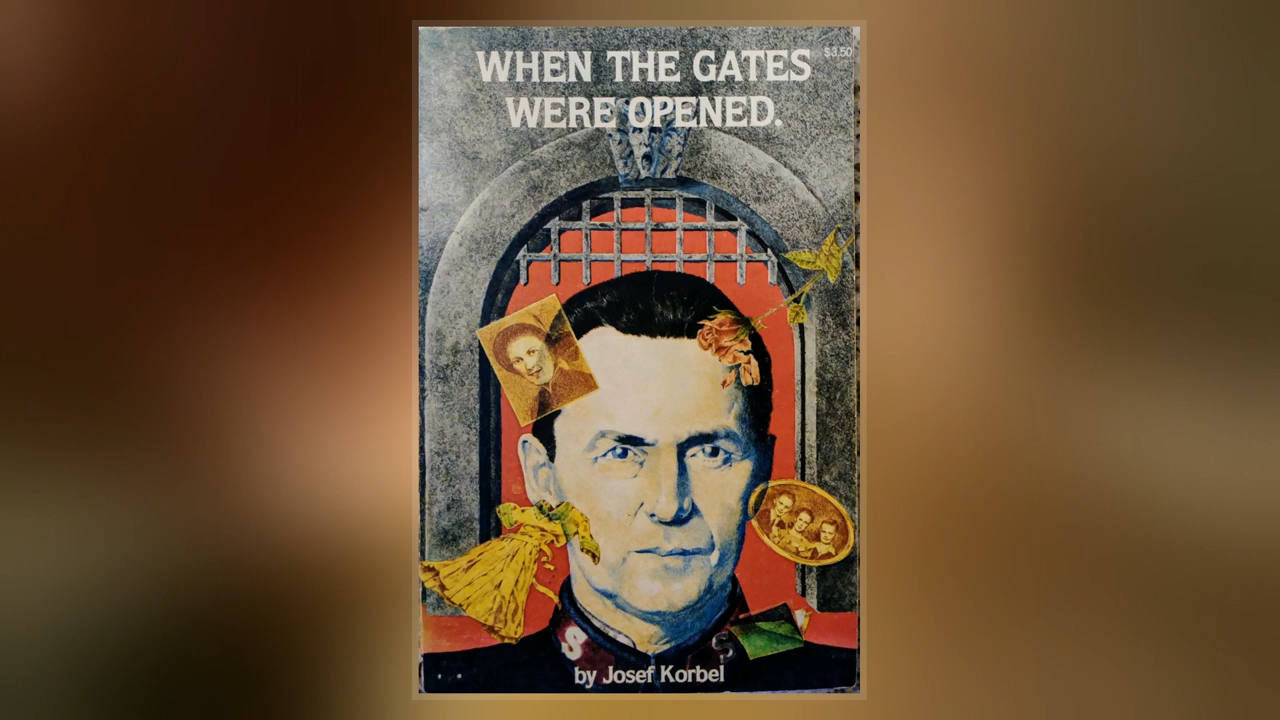 $3.50
WHEN THE GATES
WERE OPENED.
S S
by Josef Korbel